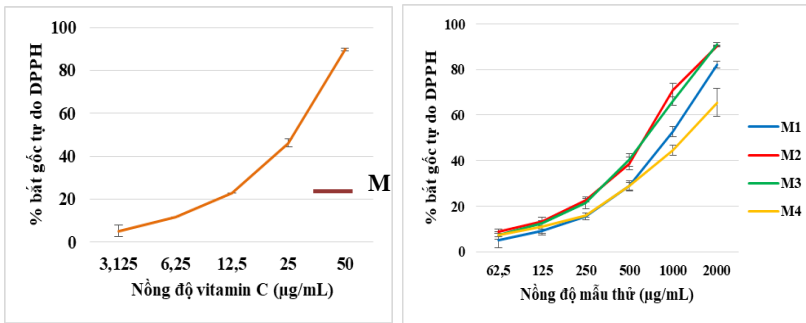 % bát gốc tự do DPPH
100
80
60
40
20
0
M
3,125 6,25 12,5 25 50
Nồng độ vitamin C (µg/mL)
% bát gốc tự do DPPH
100
80
60
40
20
0
62,5 125 250 500 1000 2000
Nồng độ mẫu thử (µg/mL)
M1
M2
M3
M4